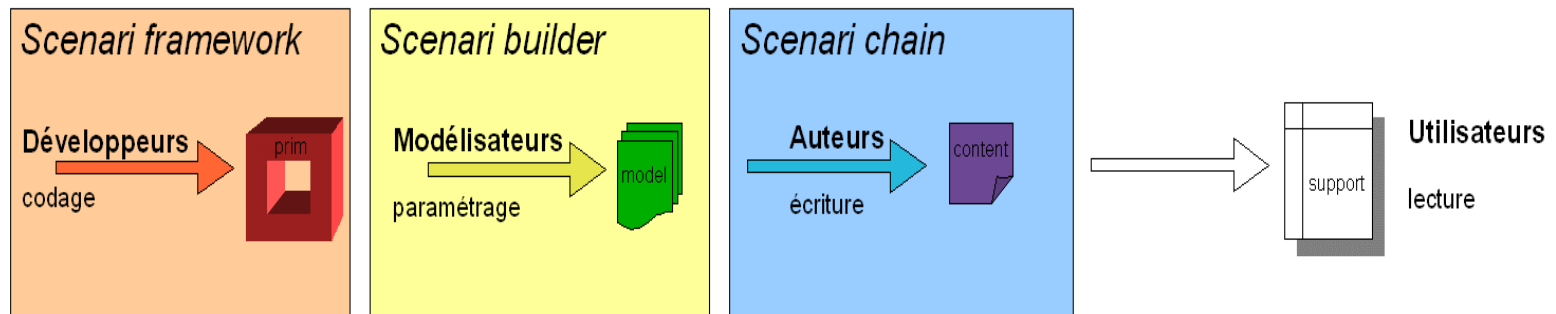 Scenari framework
Développeurs
prim
codage
Scenari builder
Modélisateurs
model
paramétrage
Scenari chain
Auteurs
content
écriture
support
Utilisateurs
lecture